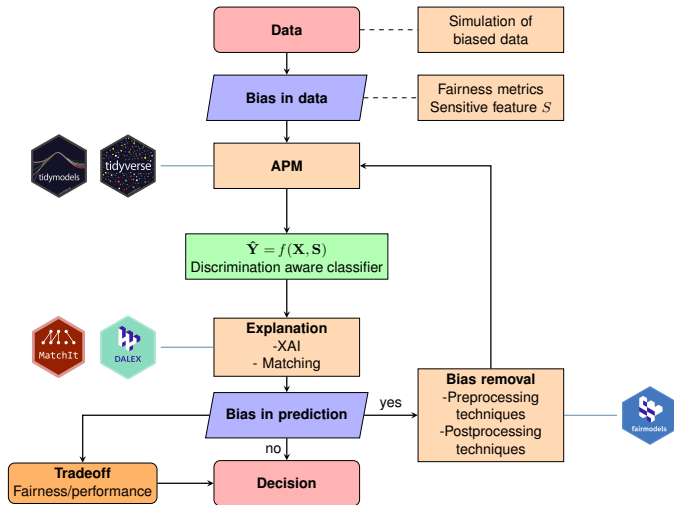 Data
Simulation of
biased data
Bias in data
Fairness metrics
Sensitive feature S
tidymodels
tidyverse
APM
Ŷ = f(X, S)
Discrimination aware classifier
MatchIt
DALEX
Explanation
-XAI
- Matching
Bias removal
-Preprocessing
techniques
-Postprocessing
techniques
fairmodels
Bias in prediction
yes
no
Tradeoff
Fairness/performance
Decision